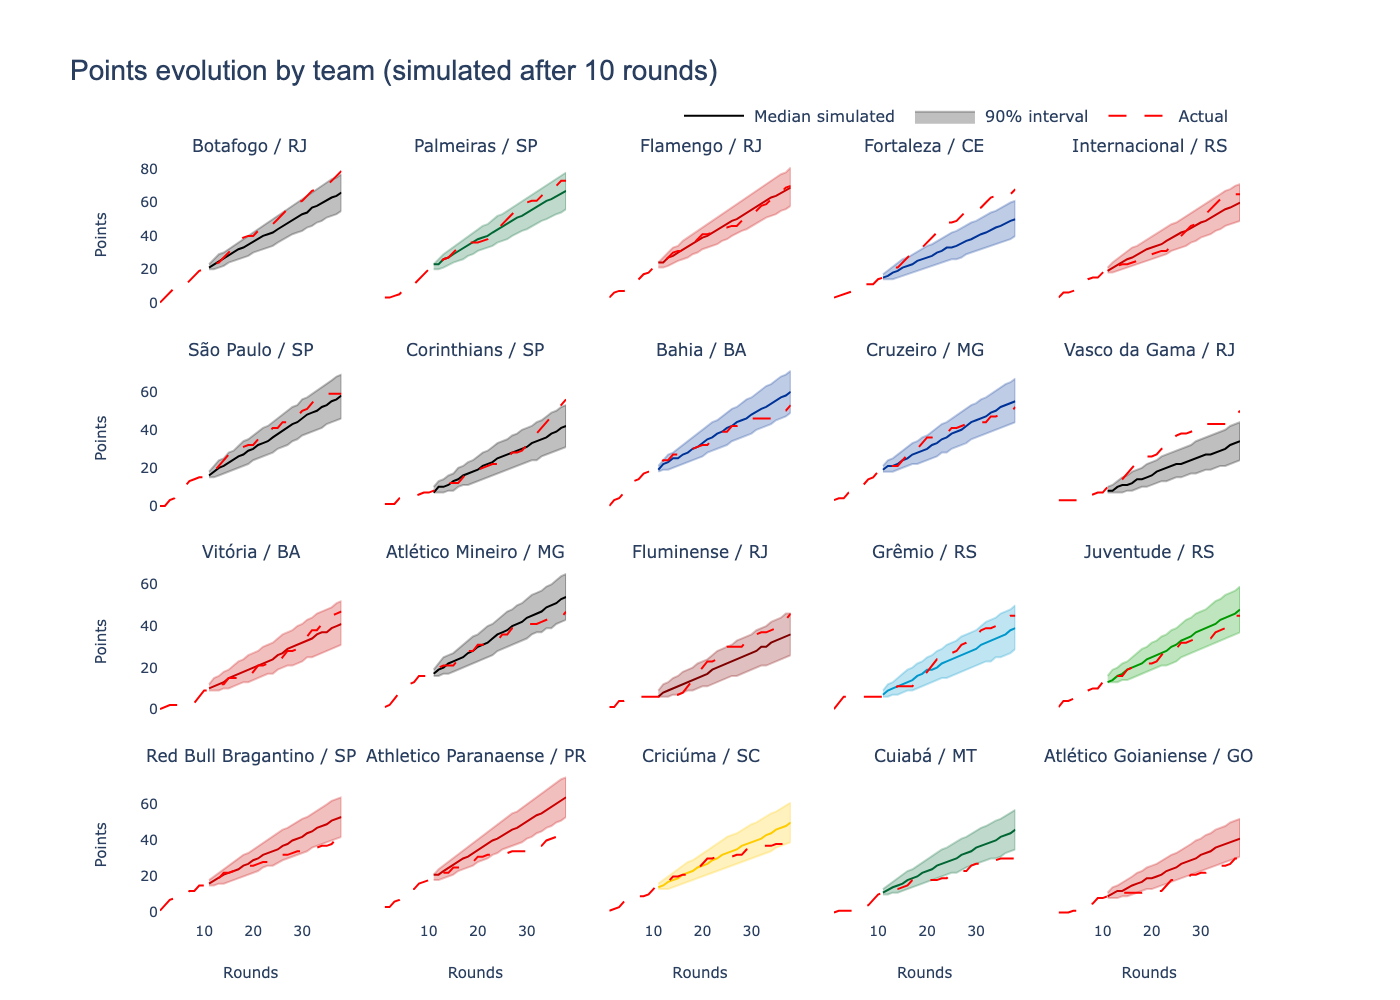 Points evolution by team (simulated after 10 rounds)
Median simulated 90% interval Actual
Botafogo / RJ Palmeiras / SP Flamengo / RJ Fortaleza / CE Internacional / RS
80
60
40
20
0
Points
São Paulo / SP Corinthians / SP Bahia / BA Cruzeiro / MG Vasco da Gama / RJ
60
40
20
0
Points
Vitória / BA Atlético Mineiro / MG Fluminense / RJ Grêmio / RS Juventude / RS
60
40
20
0
Points
Red Bull Bragantino / SP Athletico Paranaense / PR Criciúma / SC Cuiabá / MT Atlético Goianiense / GO
60
40
20
0
Points
10 20 30 10 20 30 10 20 30 10 20 30 10 20 30
Rounds Rounds Rounds Rounds Rounds